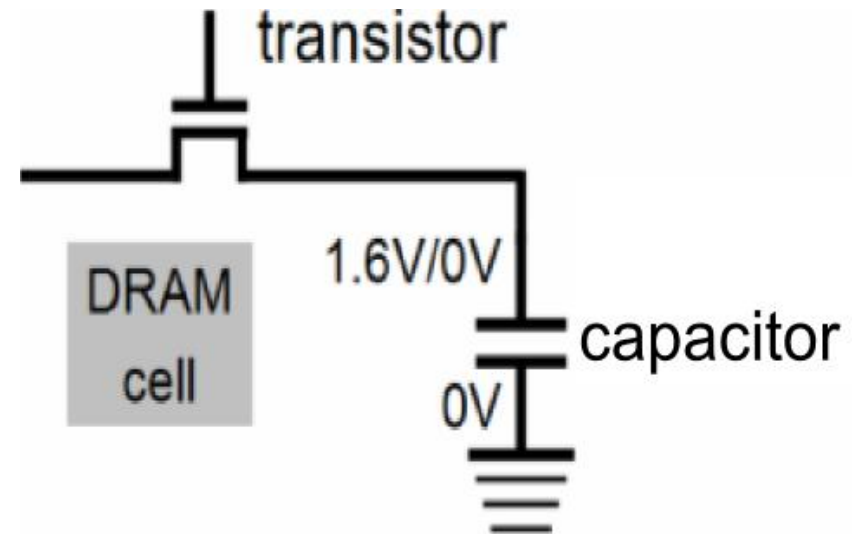 transistor
1.6V/0V
DRAM
cell
capacitor
0V